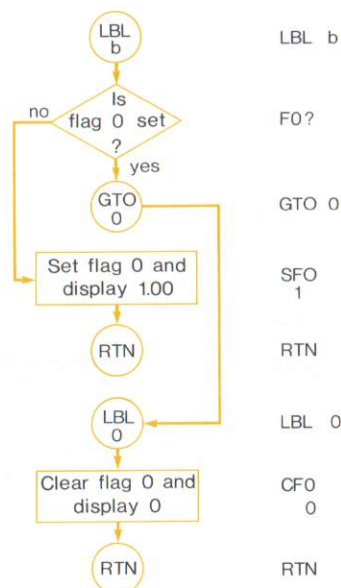 LBL
b
LBL b
Is
no
flag 0 set
F0?
?
yes
GTO
0
GTO 0
Set flag 0 and
display 1.00
SF0
1
RTN
RTN
LBL
0
LBL 0
Clear flag 0 and
display 0
CF0
0
RTN
RTN